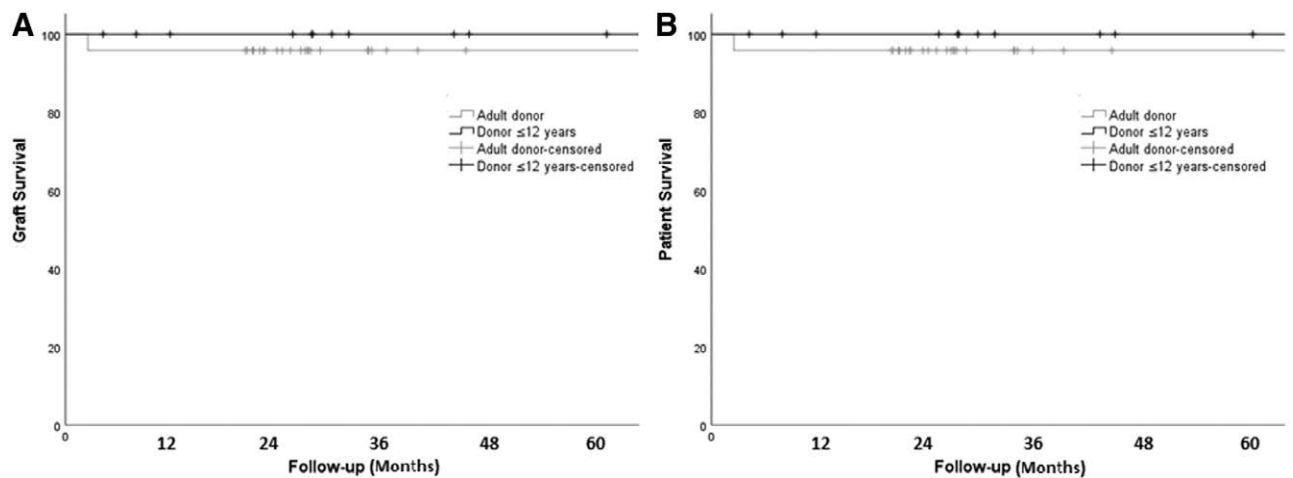 A
100
80
60
40
20
0
Graft Survival
Adult donor
Donor ≤12 years
Adult donor-censored
Donor ≤12 years-censored
0 12 24 36 48 60
Follow-up (Months)
B
100
80
60
40
20
0
Patient Survival
Adult donor
Donor ≤12 years
Adult donor-censored
Donor ≤12 years-censored
0 12 24 36 48 60
Follow-up (Months)